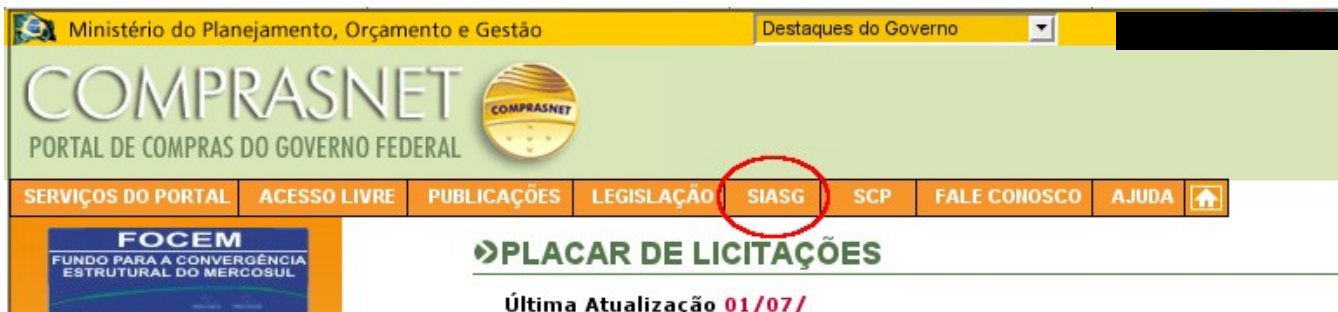 Ministério do Planejamento, Orçamento e Gestão
Destaques do Governo
COMPRASNET
COMPRASNET
PORTAL DE COMPRAS DO GOVERNO FEDERAL
SERVIÇOS DO PORTAL ACESSO LIVRE PUBLICAÇÕES LEGISLAÇÃO SIASG SCP FALE CONOSCO AJUDA
FOCEM
FUNDO PARA A CONVERGÊNCIA
ESTRUTURAL DO MERCOSUL
PLACAR DE LICITAÇÕES
Última Atualização 01/07/